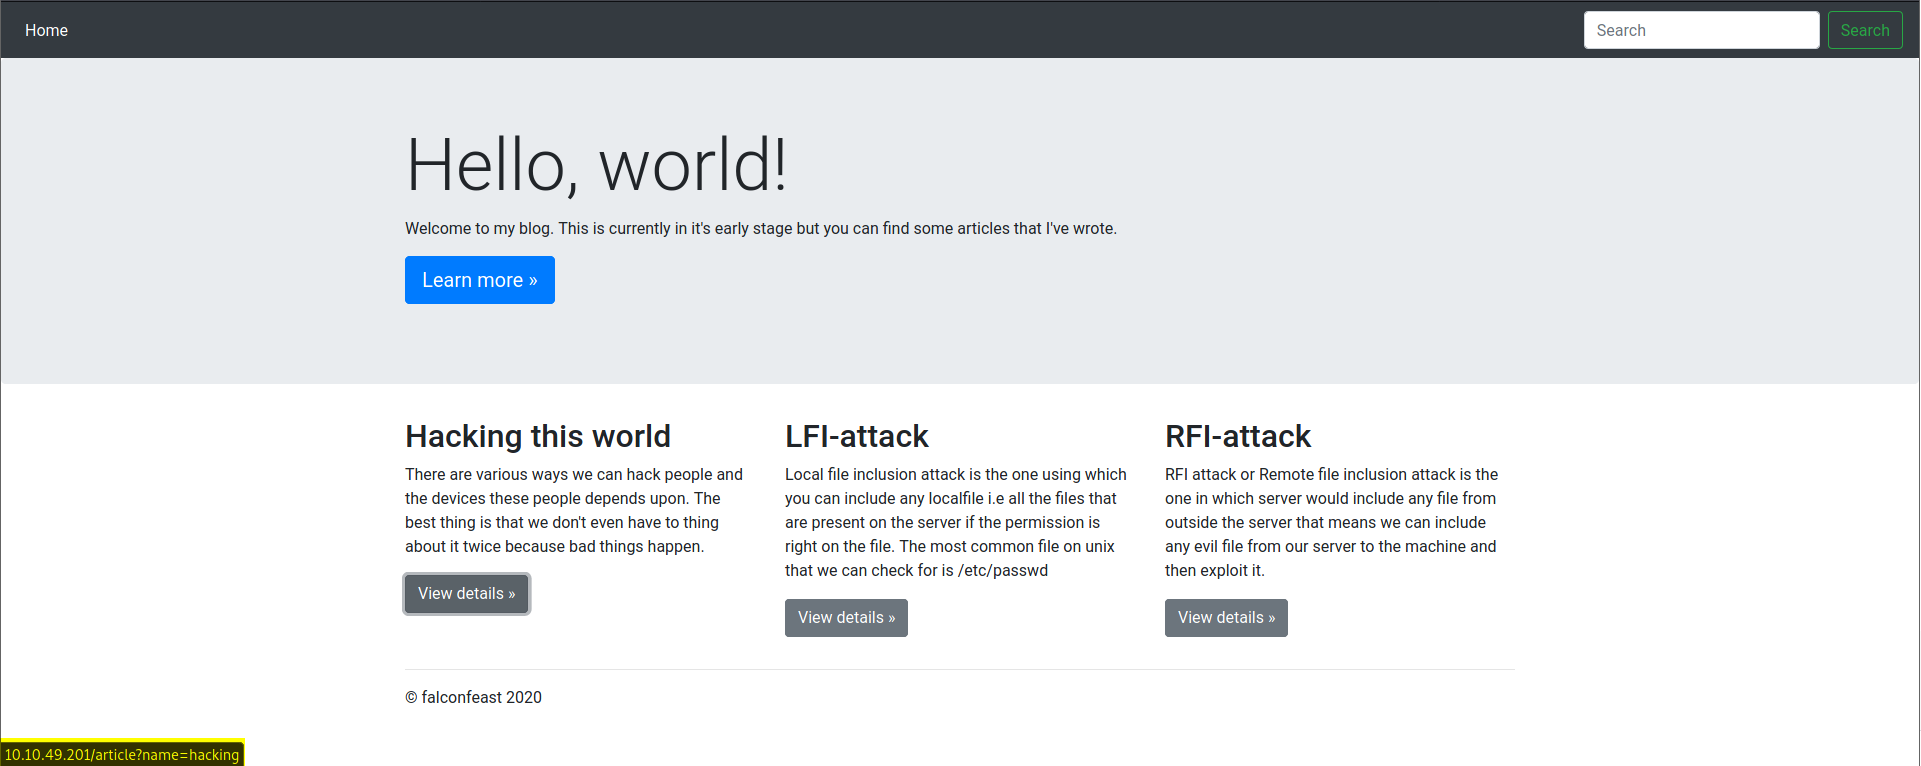 Home
Search
Search
Hello, world!
Welcome to my blog. This is currently in it's early stage but you can find some articles that I've wrote.
Learn more »
Hacking this world
There are various ways we can hack people and
the devices these people depends upon. The
best thing is that we don't even have to thing
about it twice because bad things happen.
View details »
LFI-attack
Local file inclusion attack is the one using which
you can include any localfile i.e all the files that
are present on the server if the permission is
right on the file. The most common file on unix
that we can check for is /etc/passwd
View details »
RFI-attack
RFI attack or Remote file inclusion attack is the
one in which server would include any file from
outside the server that means we can include
any evil file from our server to the machine and
then exploit it.
View details »
© falconfeast 2020
10.10.49.201/article?name=hacking